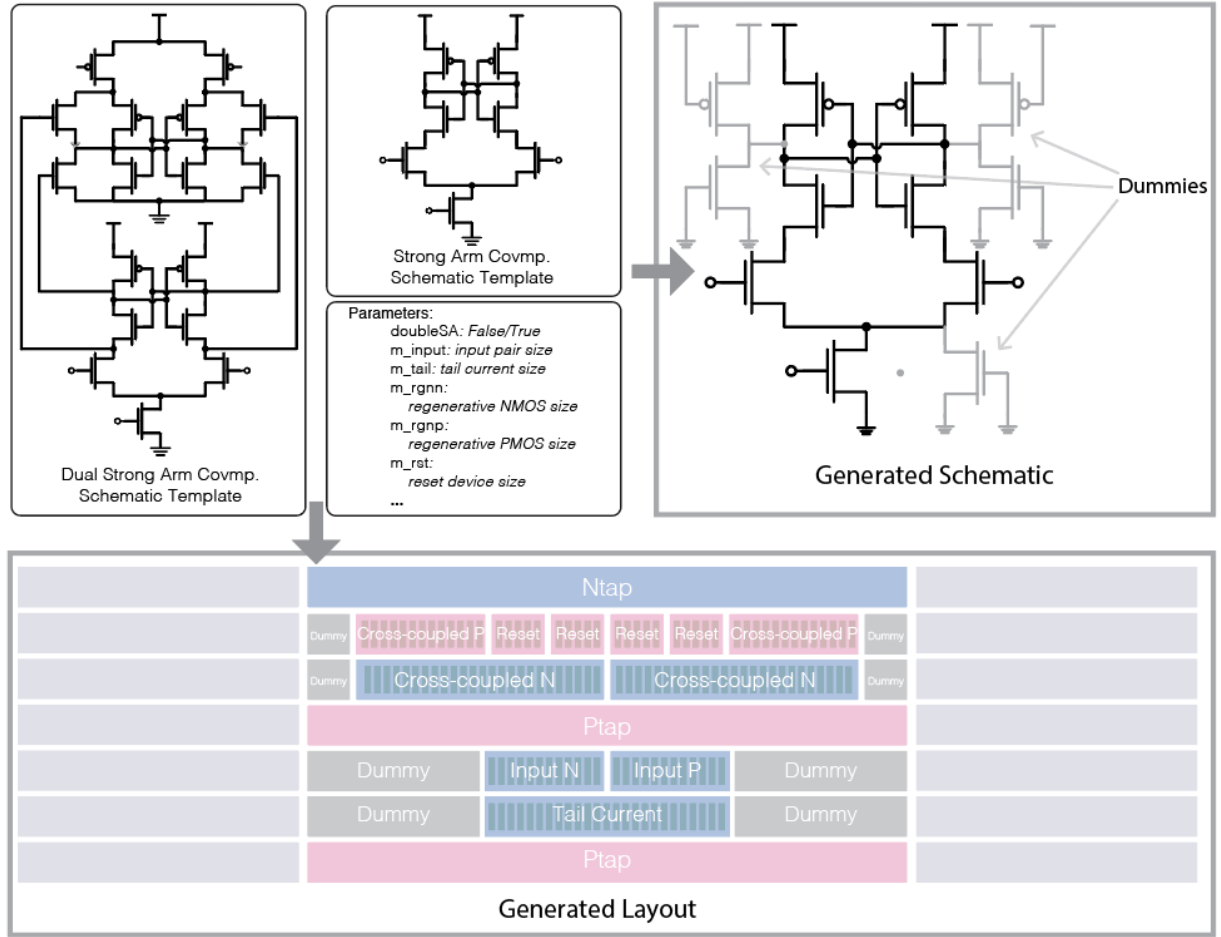 Dual Strong Arm Covmp.
Schematic Template
Strong Arm Covmp.
Schematic Template
Parameters:
doubleSA: False/True
m_input: input pair size
m_tail: tail current size
m_rgnn:
regenerative NMOS size
m_rgnp:
regenerative PMOS size
m_rst:
reset device size
...
Dummies
Generated Schematic
Ntap
Dummy Cross-coupled P Reset Reset Reset Reset Cross-coupled P Dummy
Dummy Cross-coupled N Cross-coupled N Dummy
Ptap
Dummy Input N Input P Dummy
Dummy Tail Current Dummy
Ptap
Generated Layout